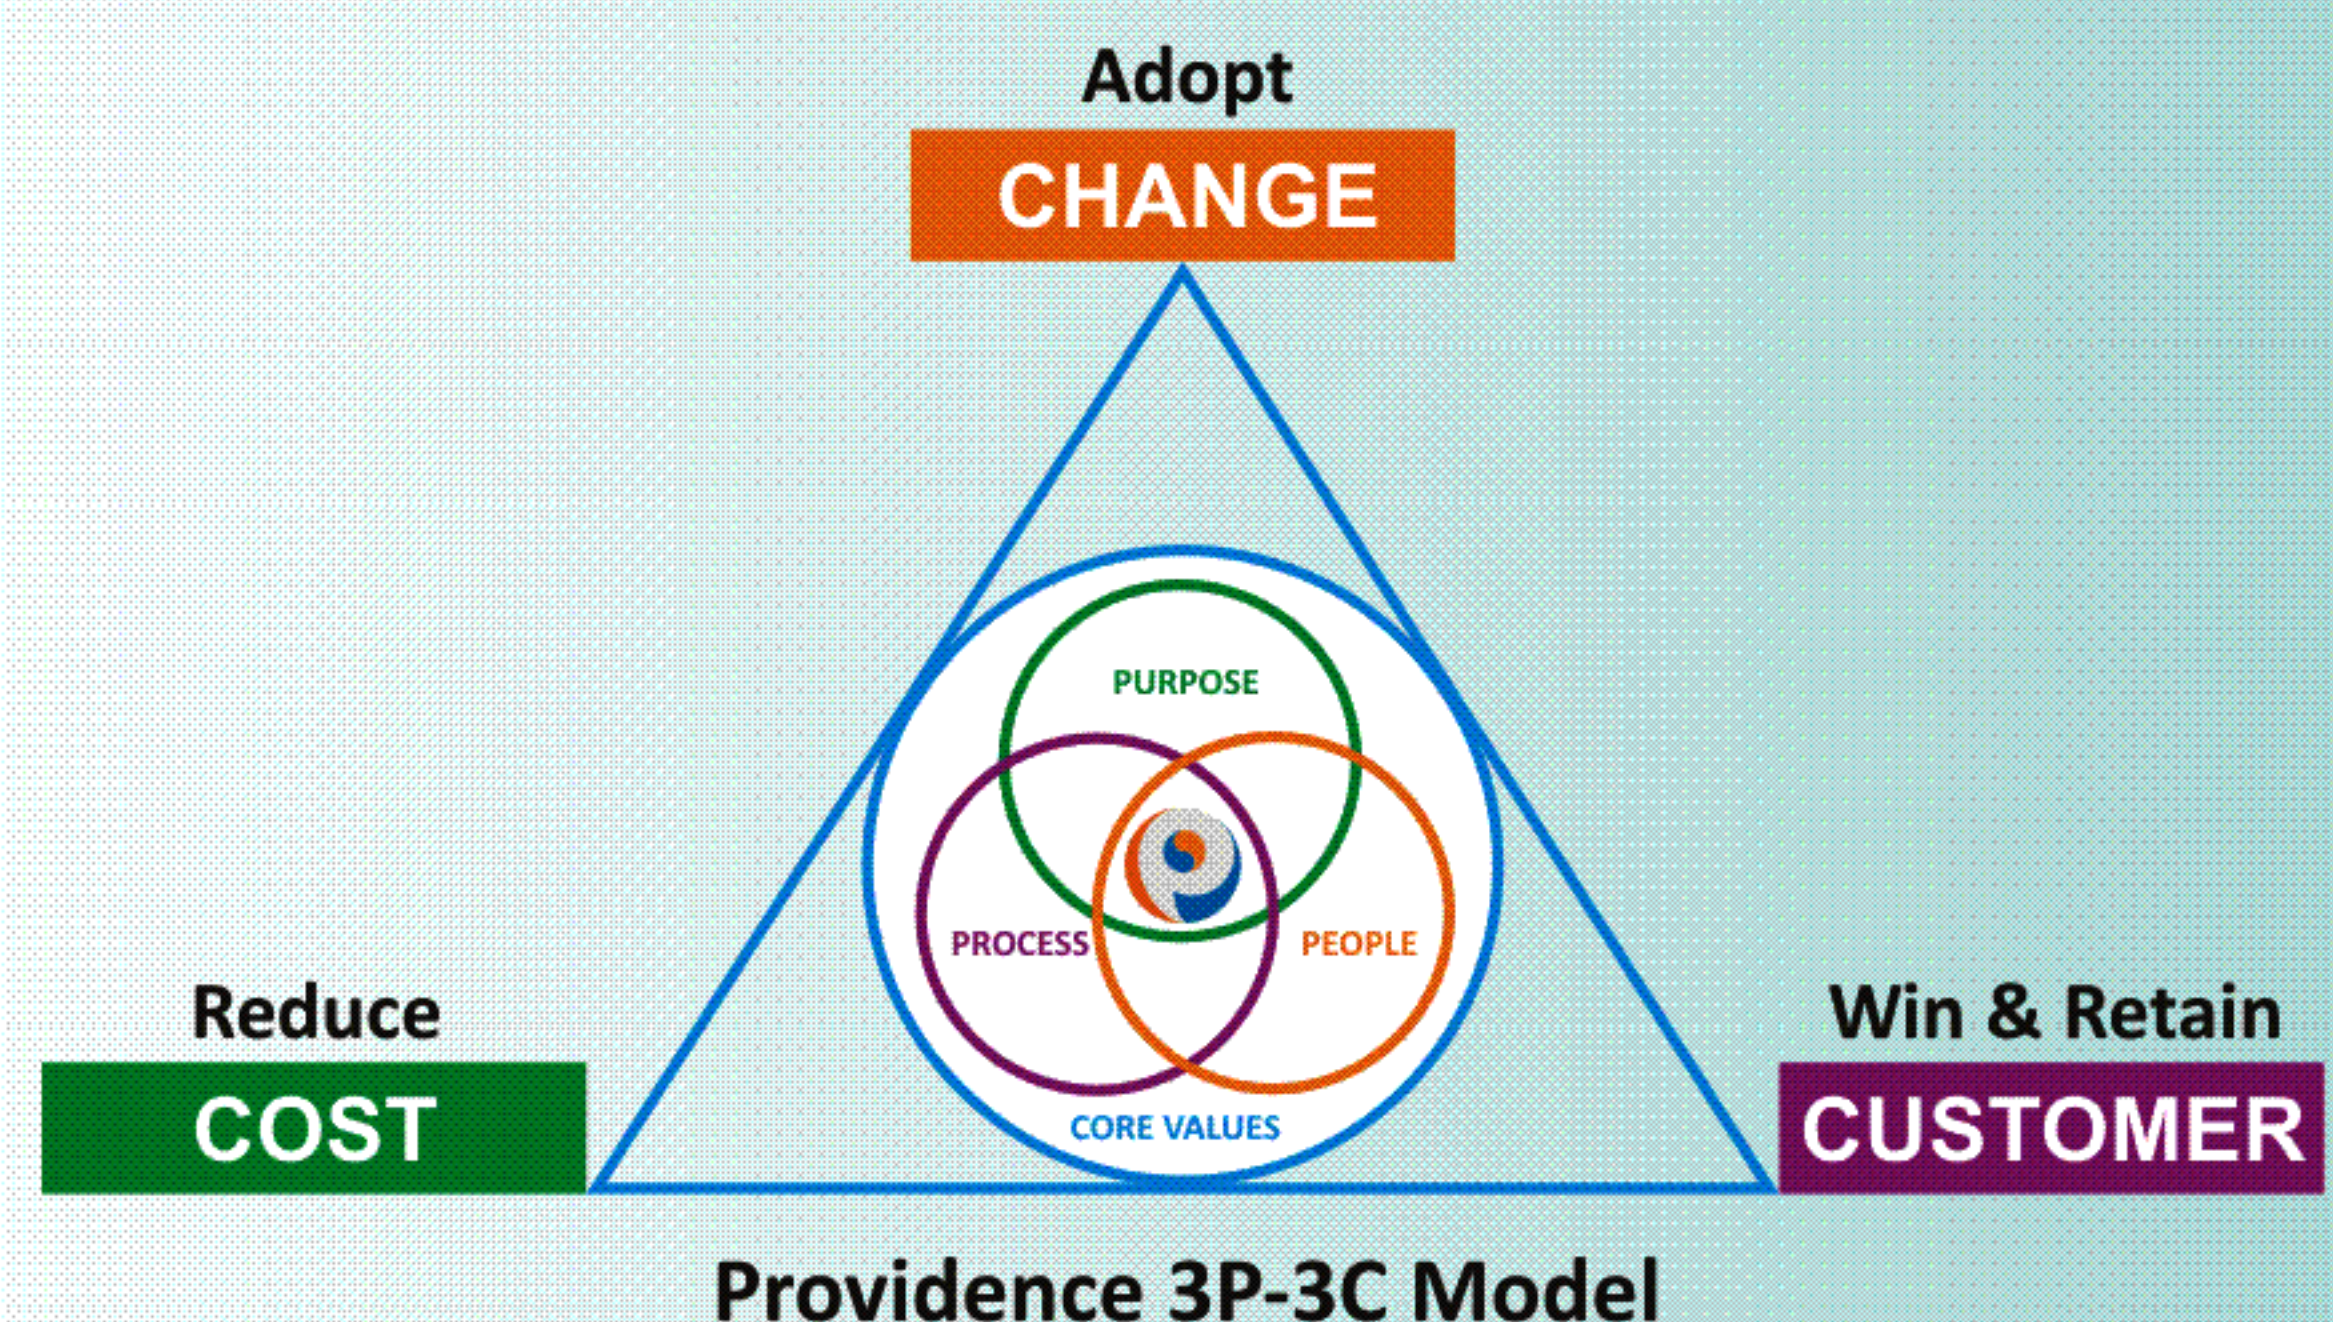 Adopt
CHANGE
PURPOSE
PROCESS
PEOPLE
CORE VALUES
Reduce
COST
Win & Retain
CUSTOMER
Providence 3P-3C Model